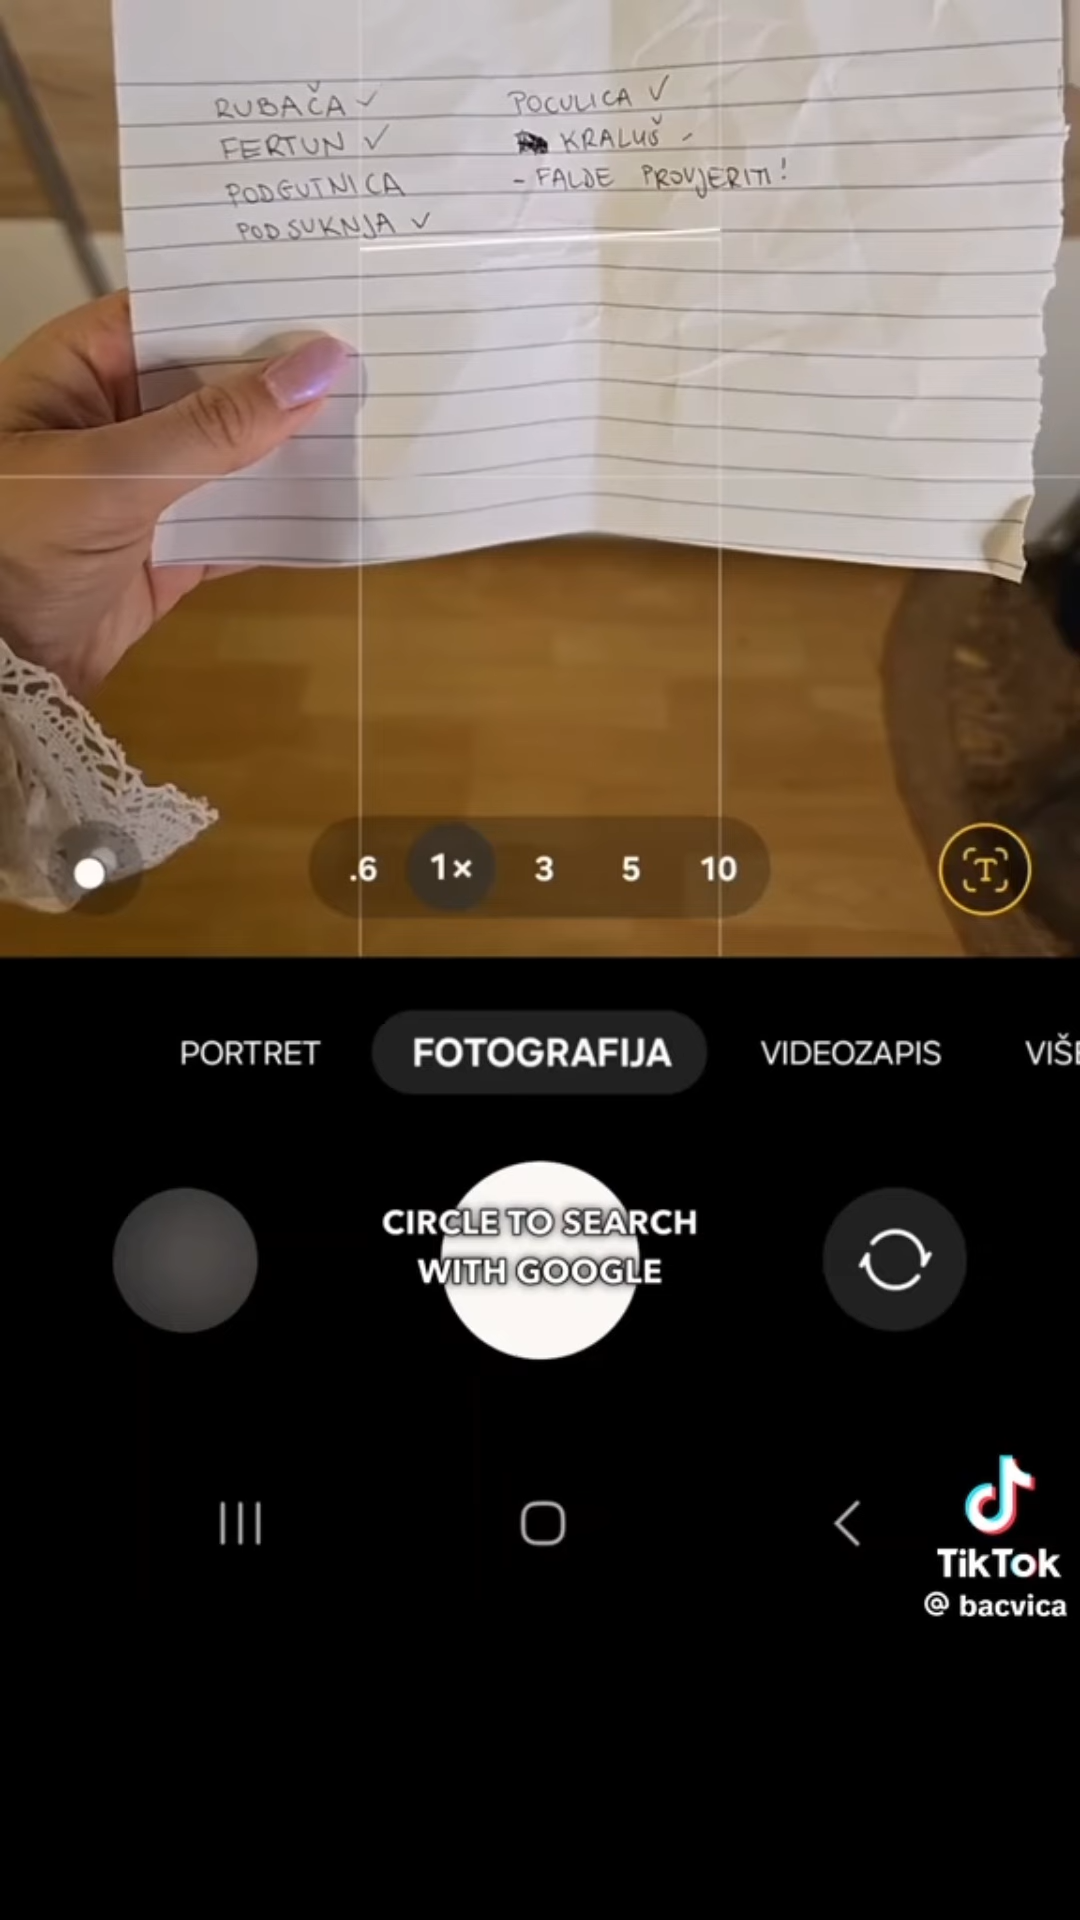 RUBAČA ✓
FERTUN ✓
PODGUTNICA
PODSUKNJA ✓
POCULICA ✓
KRALUŠ -
- FALDE PROVJERITI!
.6 1× 3 5 10
T
PORTRET FOTOGRAFIJA VIDEOZAPIS VIŠE
CIRCLE TO SEARCH
WITH GOOGLE
TikTok
@ bacvica